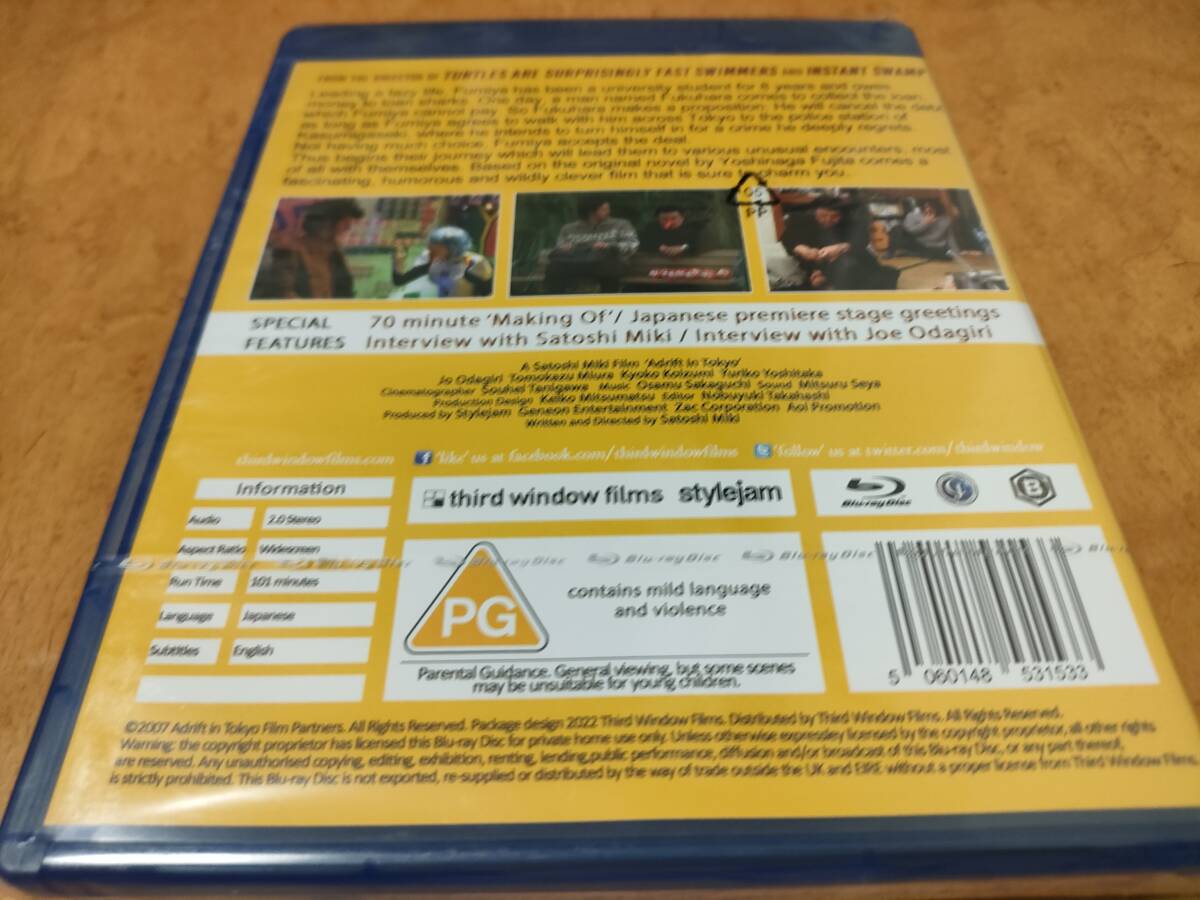 FROM THE DIRECTOR OF TURTLES ARE SURPRISINGLY FAST SWIMMERS AND INSTANT SWAMP
Leading a lazy life, Fumiya has been a university student for 8 years and owes
money to loan sharks. One day, a man named Fukuhara comes to collect the loan,
which Fumiya cannot pay. So Fukuhara makes a proposition: He will cancel the debt
as long as Fumiya agrees to walk with him across Tokyo to the police station of
Kasumigaseki, where he intends to turn himself in for a crime he deeply regrets.
Not having much choice, Fumiya accepts the deal.
Thus begins their journey which will lead them to various unusual encounters, most
of all with themselves. Based on the original novel by Yoshinaga Fujita comes a
fascinating, humorous and wildly clever film that is sure to charm you.
SPECIAL FEATURES
70 minute 'Making Of'/ Japanese premiere stage greetings
Interview with Satoshi Miki / Interview with Joe Odagiri
A Satoshi Miki Film 'Adrift in Tokyo'
Jo Odagiri Tomokazu Miura Kyoko Koizumi Yuriko Yoshitaka
Cinematographer Souhei Tanigawa Music Osamu Sakaguchi Sound Mitsuru Seya
Production Design Keiko Mitsumatsu Editor Nobuyuki Takahashi
Produced by Stylejam Geneon Entertainment Zac Corporation Aoi Promotion
Written and Directed by Satoshi Miki
thirdwindowfilms.com
'like' us at facebook.com/thirdwindowfilms
'follow' us at twitter.com/thirdwindow
Information
Audio 2.0 Stereo
Aspect Ratio Widescreen
Run Time 101 minutes
Language Japanese
Subtitles English
third window films stylejam
Blu-ray Disc
B
Blu-ray Disc Blu-ray Disc Blu-ray Disc
PG
contains mild language
and violence
Parental Guidance. General viewing, but some scenes
may be unsuitable for young children.
5 060148 531533
©2007 Adrift in Tokyo Film Partners. All Rights Reserved. Package design 2022 Third Window Films. Distributed by Third Window Films. All Rights Reserved.
Warning: the copyright proprietor has licensed this Blu-ray Disc for private home use only. Unless otherwise expressley licensed by the copyright proprietor, all other rights
are reserved. Any unauthorised copying, editing, exhibition, renting, lending,public performance, diffusion and/or broadcast of this Blu-ray Disc, or any part thereof,
is strictly prohibited. This Blu-ray Disc is not exported, re-supplied or distributed by the way of trade outside the UK and EIRE without a proper license from Third Window Films.